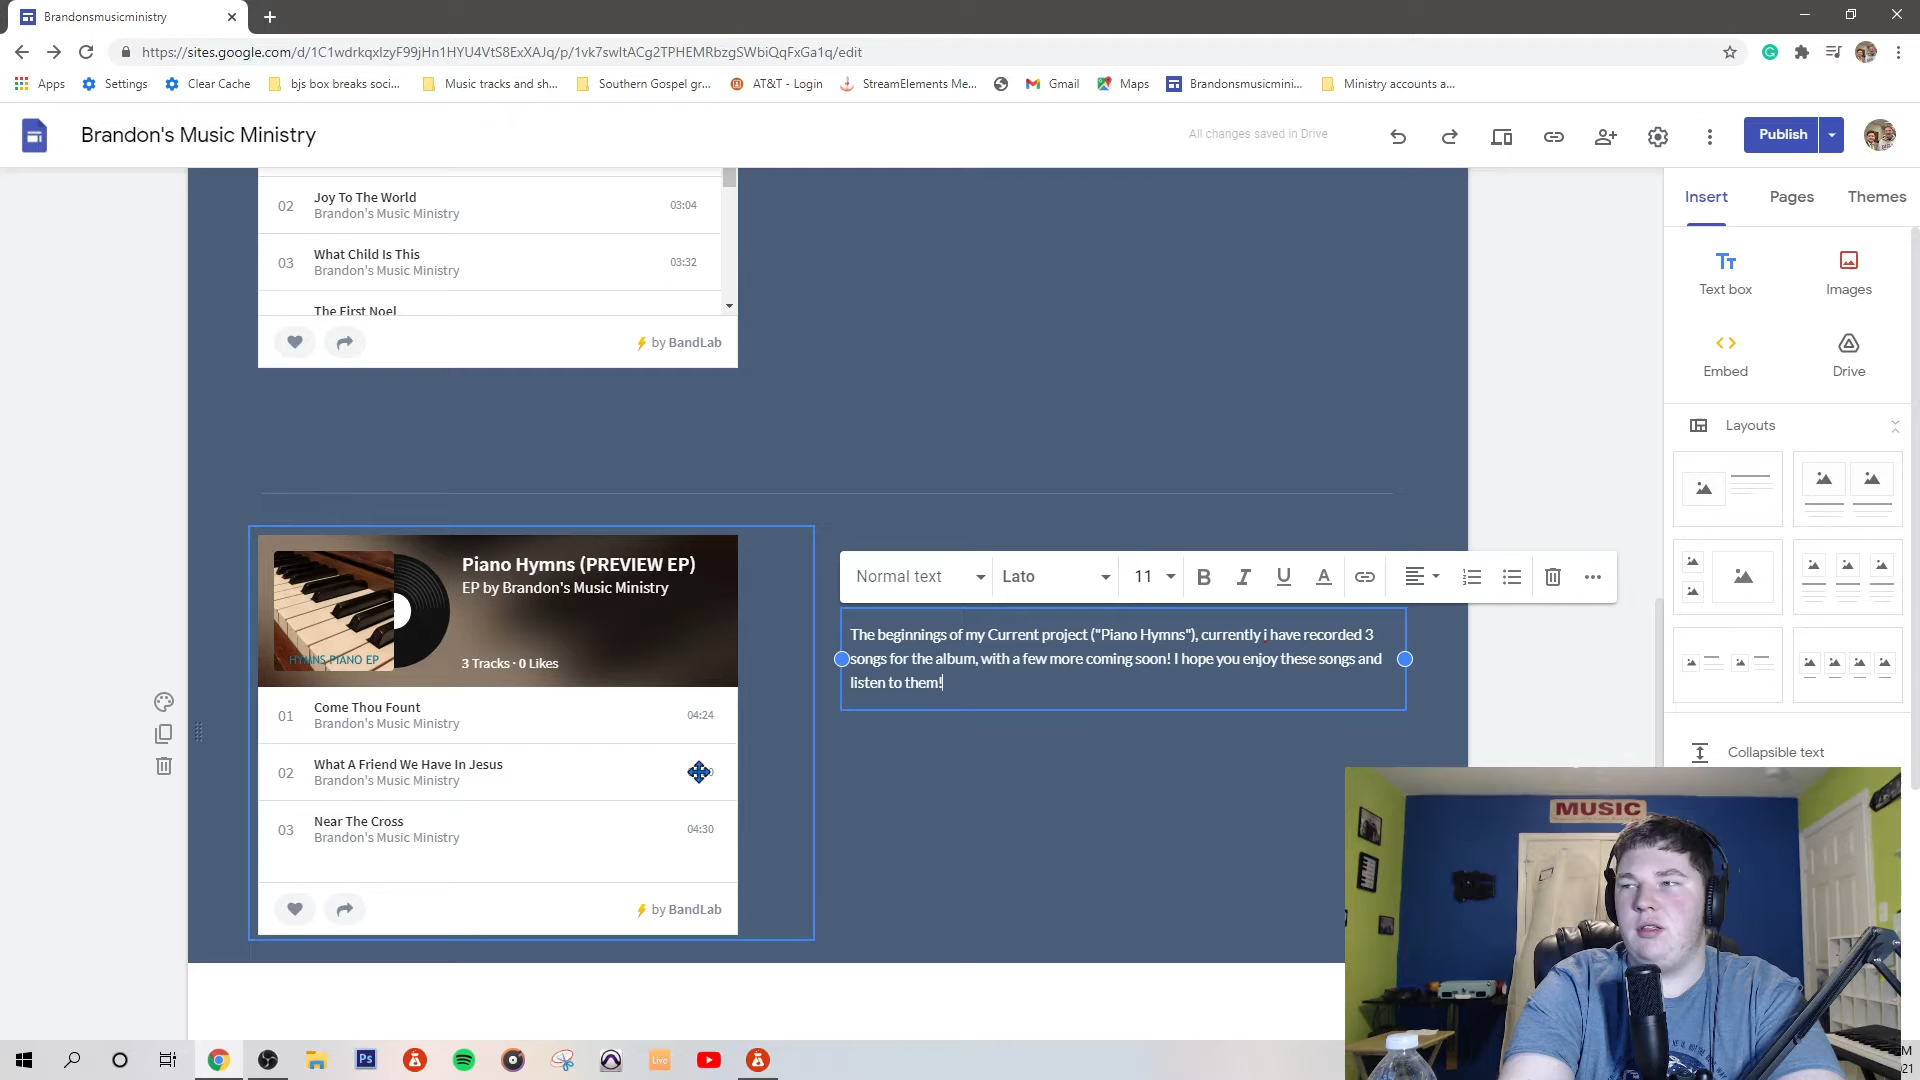 Brandonsmusicministry
https://sites.google.com/d/1C1wdrkqxlzyF99jHn1HYU4VtS8ExXAJq/p/1vk7swItACg2TPHEMRbzgSWbiQqFxGa1q/edit
Apps Settings Clear Cache bjs box breaks soci... Music tracks and sh... Southern Gospel gr... AT&T - Login StreamElements Me... Gmail Maps Brandonsmusicmini... Ministry accounts a...
Brandon's Music Ministry
All changes saved in Drive
Publish
Insert Pages Themes
Joy To The World
02 03:04
Brandon's Music Ministry
What Child Is This
03 03:32
Brandon's Music Ministry
The First Noel
by BandLab
Text box Images
Embed Drive
Layouts
Collapsible text
Piano Hymns (PREVIEW EP)
EP by Brandon's Music Ministry
HYMNS PIANO EP
3 Tracks · 0 Likes
Come Thou Fount
01 04:24
Brandon's Music Ministry
What A Friend We Have In Jesus
02
Brandon's Music Ministry
Near The Cross
03 04:30
Brandon's Music Ministry
by BandLab
Normal text Lato 11 B I U A
The beginnings of my Current project ("Piano Hymns"), currently i have recorded 3
songs for the album, with a few more coming soon! I hope you enjoy these songs and
listen to them!
MUSIC
Ps
Live
M
21